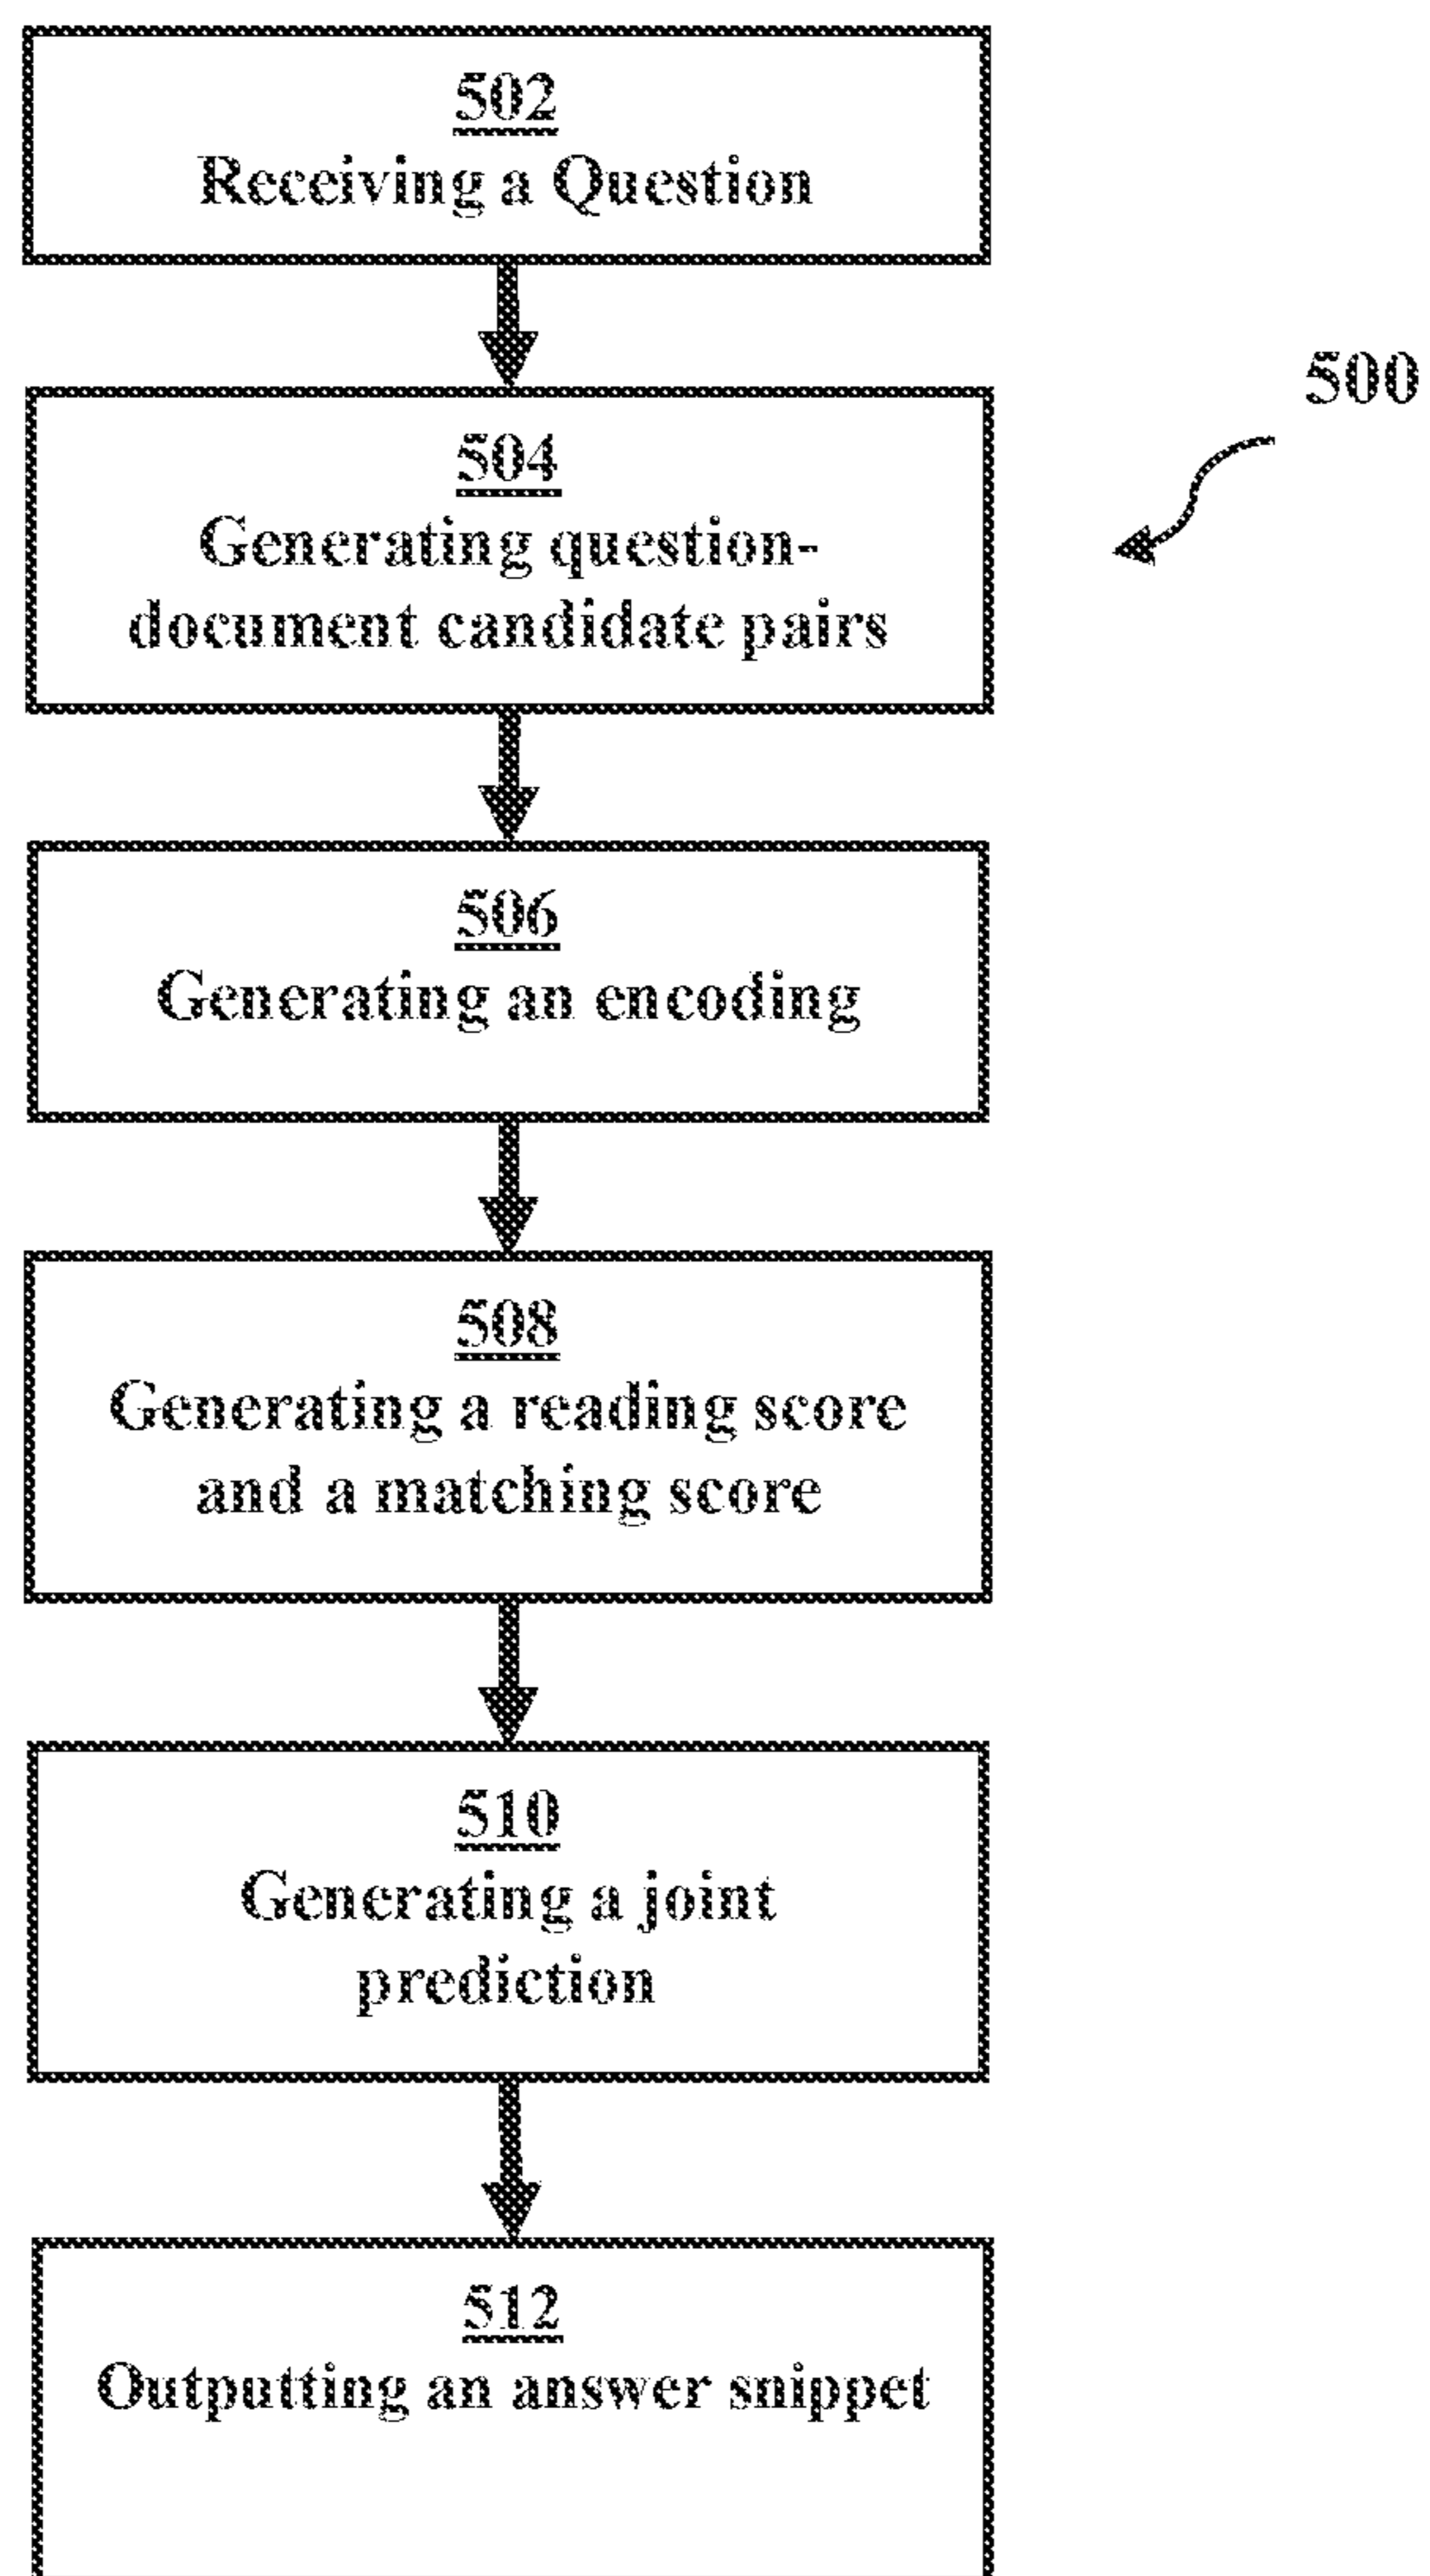 502
Receiving a Question
500
504
Generating question-
document candidate pairs
506
Generating an encoding
508
Generating a reading score
and a matching score
510
Generating a joint
prediction
512
Outputting an answer snippet